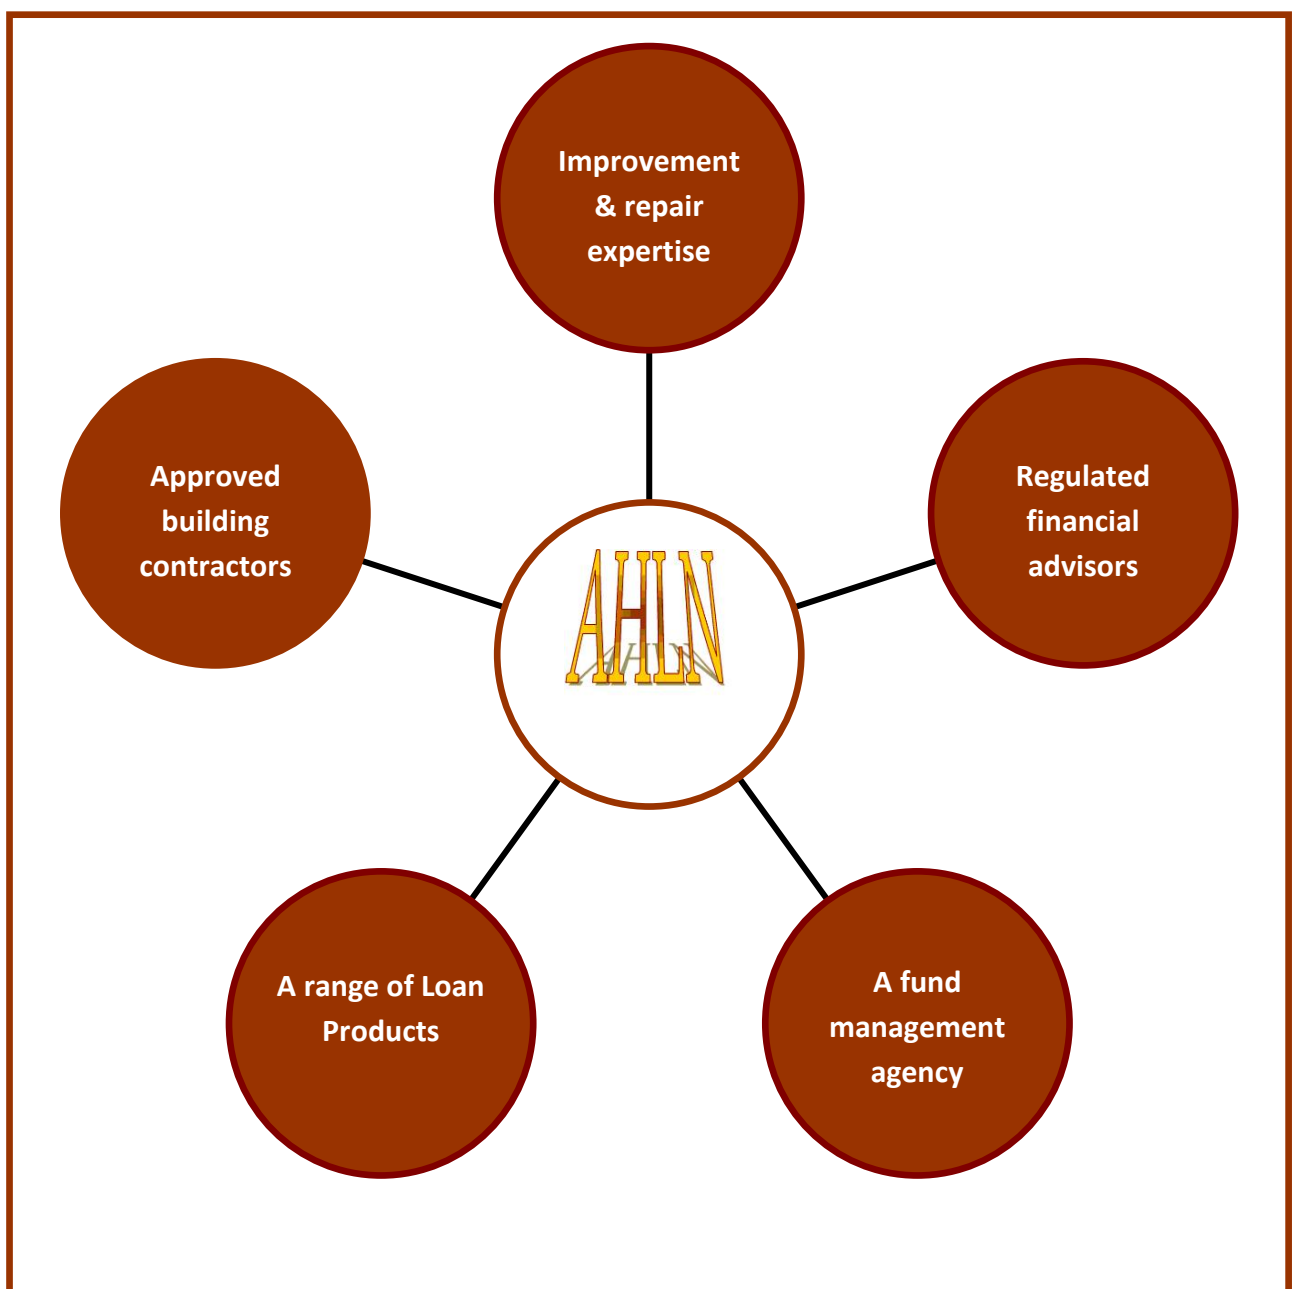 Improvement
& repair
expertise
Approved
building
contractors
Regulated
financial
advisors
AHLN
A range of Loan
Products
A fund
management
agency